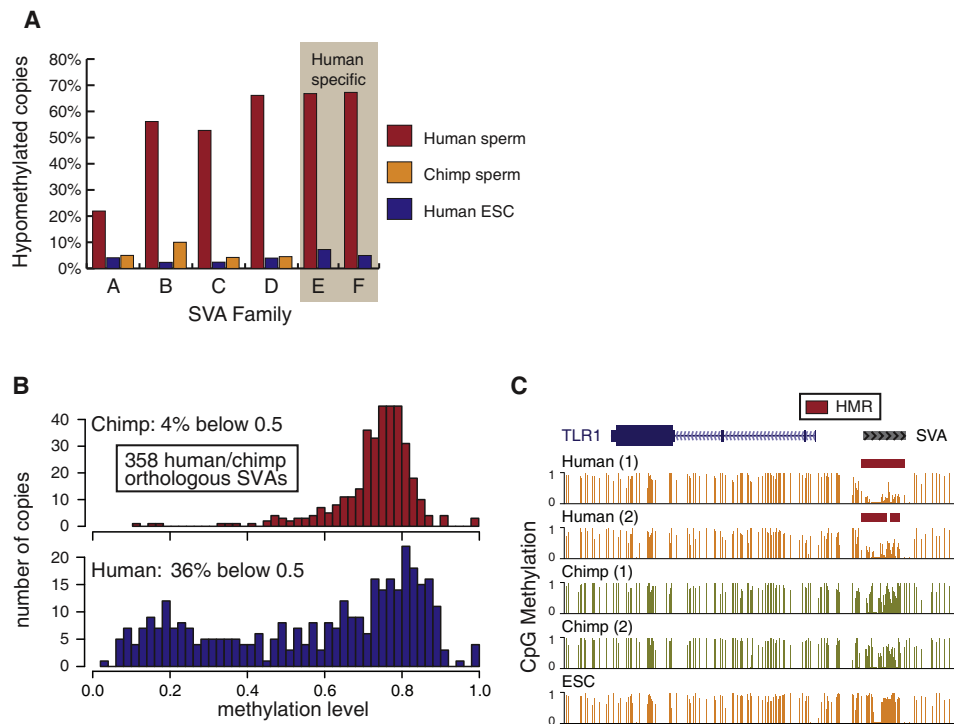 A
Hypomethylated copies
80%
70%
60%
50%
40%
30%
20%
10%
0%
Human
specific
A B C D E F
SVA Family
Human sperm
Chimp sperm
Human ESC
B
number of copies
Chimp: 4% below 0.5
358 human/chimp
orthologous SVAs
40
30
20
10
0
Human: 36% below 0.5
20
15
10
5
0
0.0 0.2 0.4 0.6 0.8 1.0
methylation level
C
HMR
TLR1
SVA
CpG Methylation
Human (1)
1
0
Human (2)
1
0
Chimp (1)
1
0
Chimp (2)
1
0
ESC
1
0